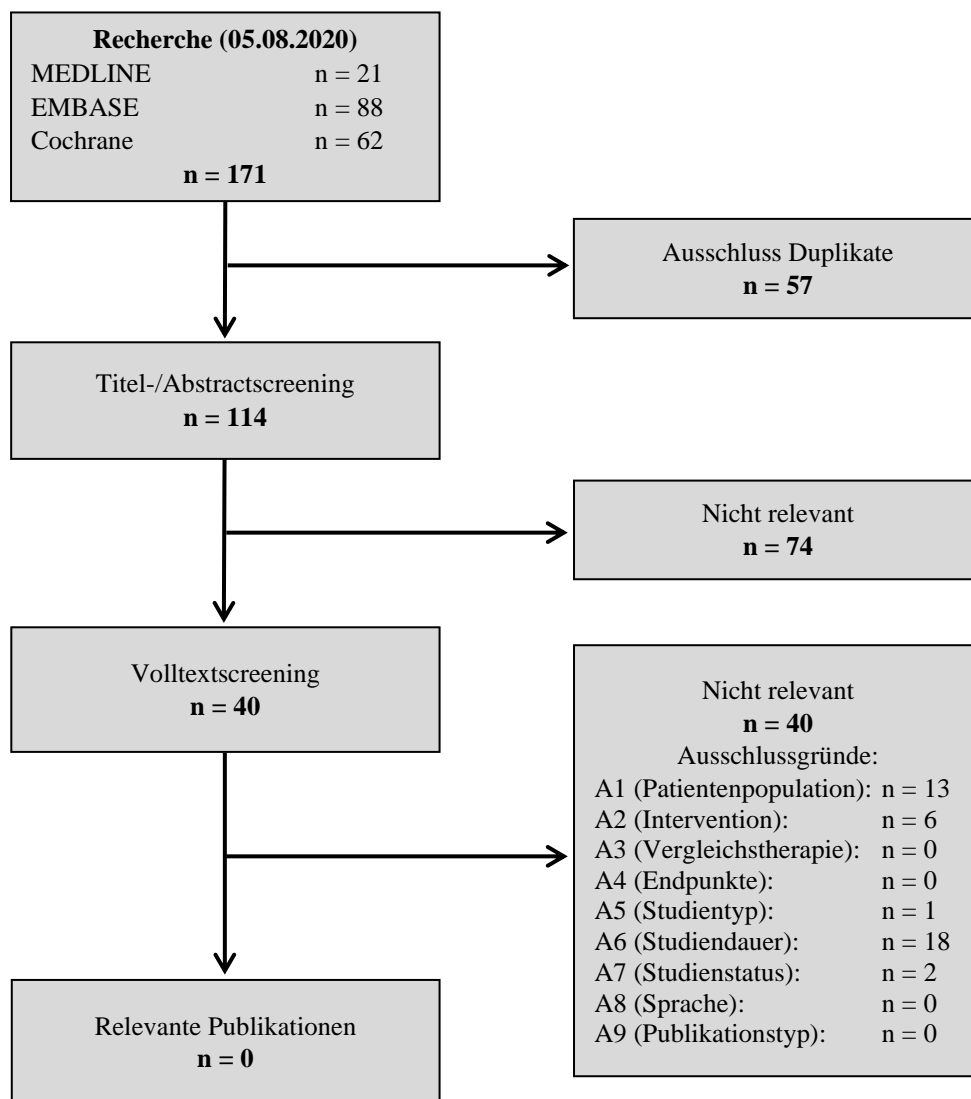 Recherche (05.08.2020)
MEDLINE n = 21
EMBASE n = 88
Cochrane n = 62
n = 171
Ausschluss Duplikate
n = 57
Titel-/Abstractscreening
n = 114
Nicht relevant
n = 74
Volltextscreening
n = 40
Nicht relevant
n = 40
Ausschlussgründe:
A1 (Patientenpopulation): n = 13
A2 (Intervention): n = 6
A3 (Vergleichstherapie): n = 0
A4 (Endpunkte): n = 0
A5 (Studientyp): n = 1
A6 (Studiendauer): n = 18
A7 (Studienstatus): n = 2
A8 (Sprache): n = 0
A9 (Publikationstyp): n = 0
Relevante Publikationen
n = 0